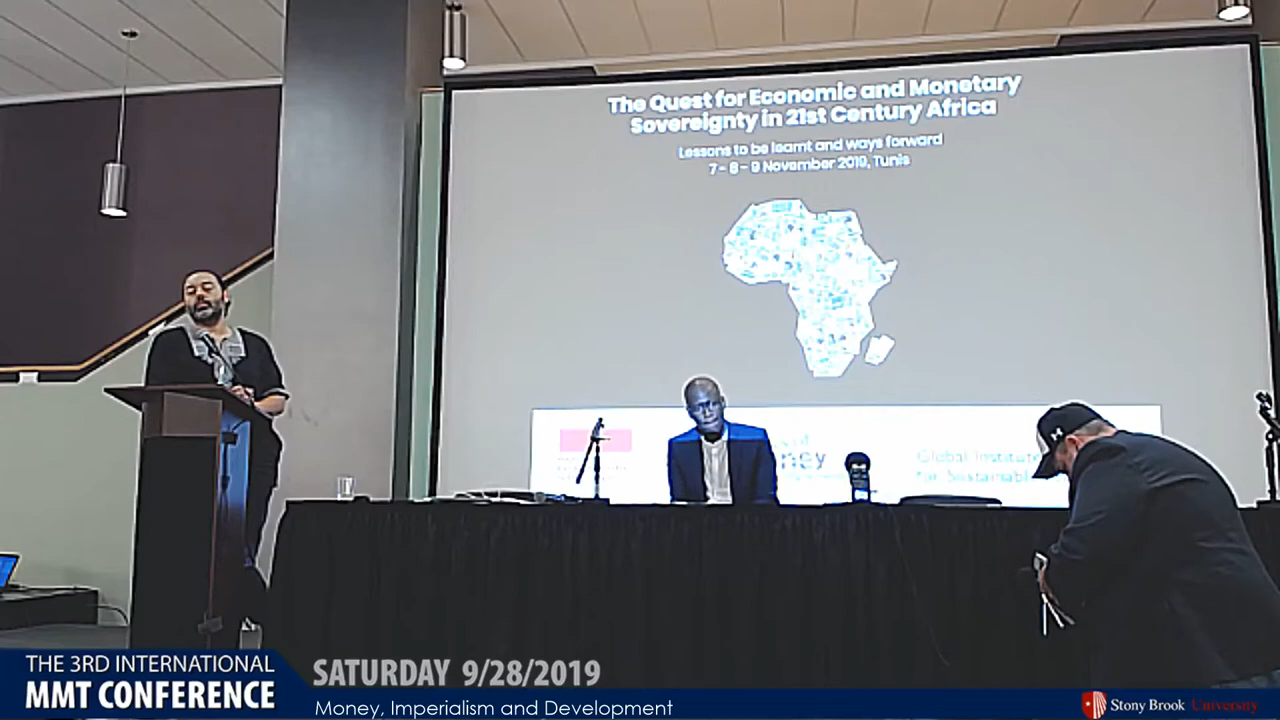 The Quest for Economic and Monetary
Sovereignty in 21st Century Africa
Lessons to be learnt and ways forward
7 - 8 - 9 November 2019, Tunis
Global Institute
for Sustainable
THE 3RD INTERNATIONAL
MMT CONFERENCE
SATURDAY 9/28/2019
Money, Imperialism and Development
Stony Brook University